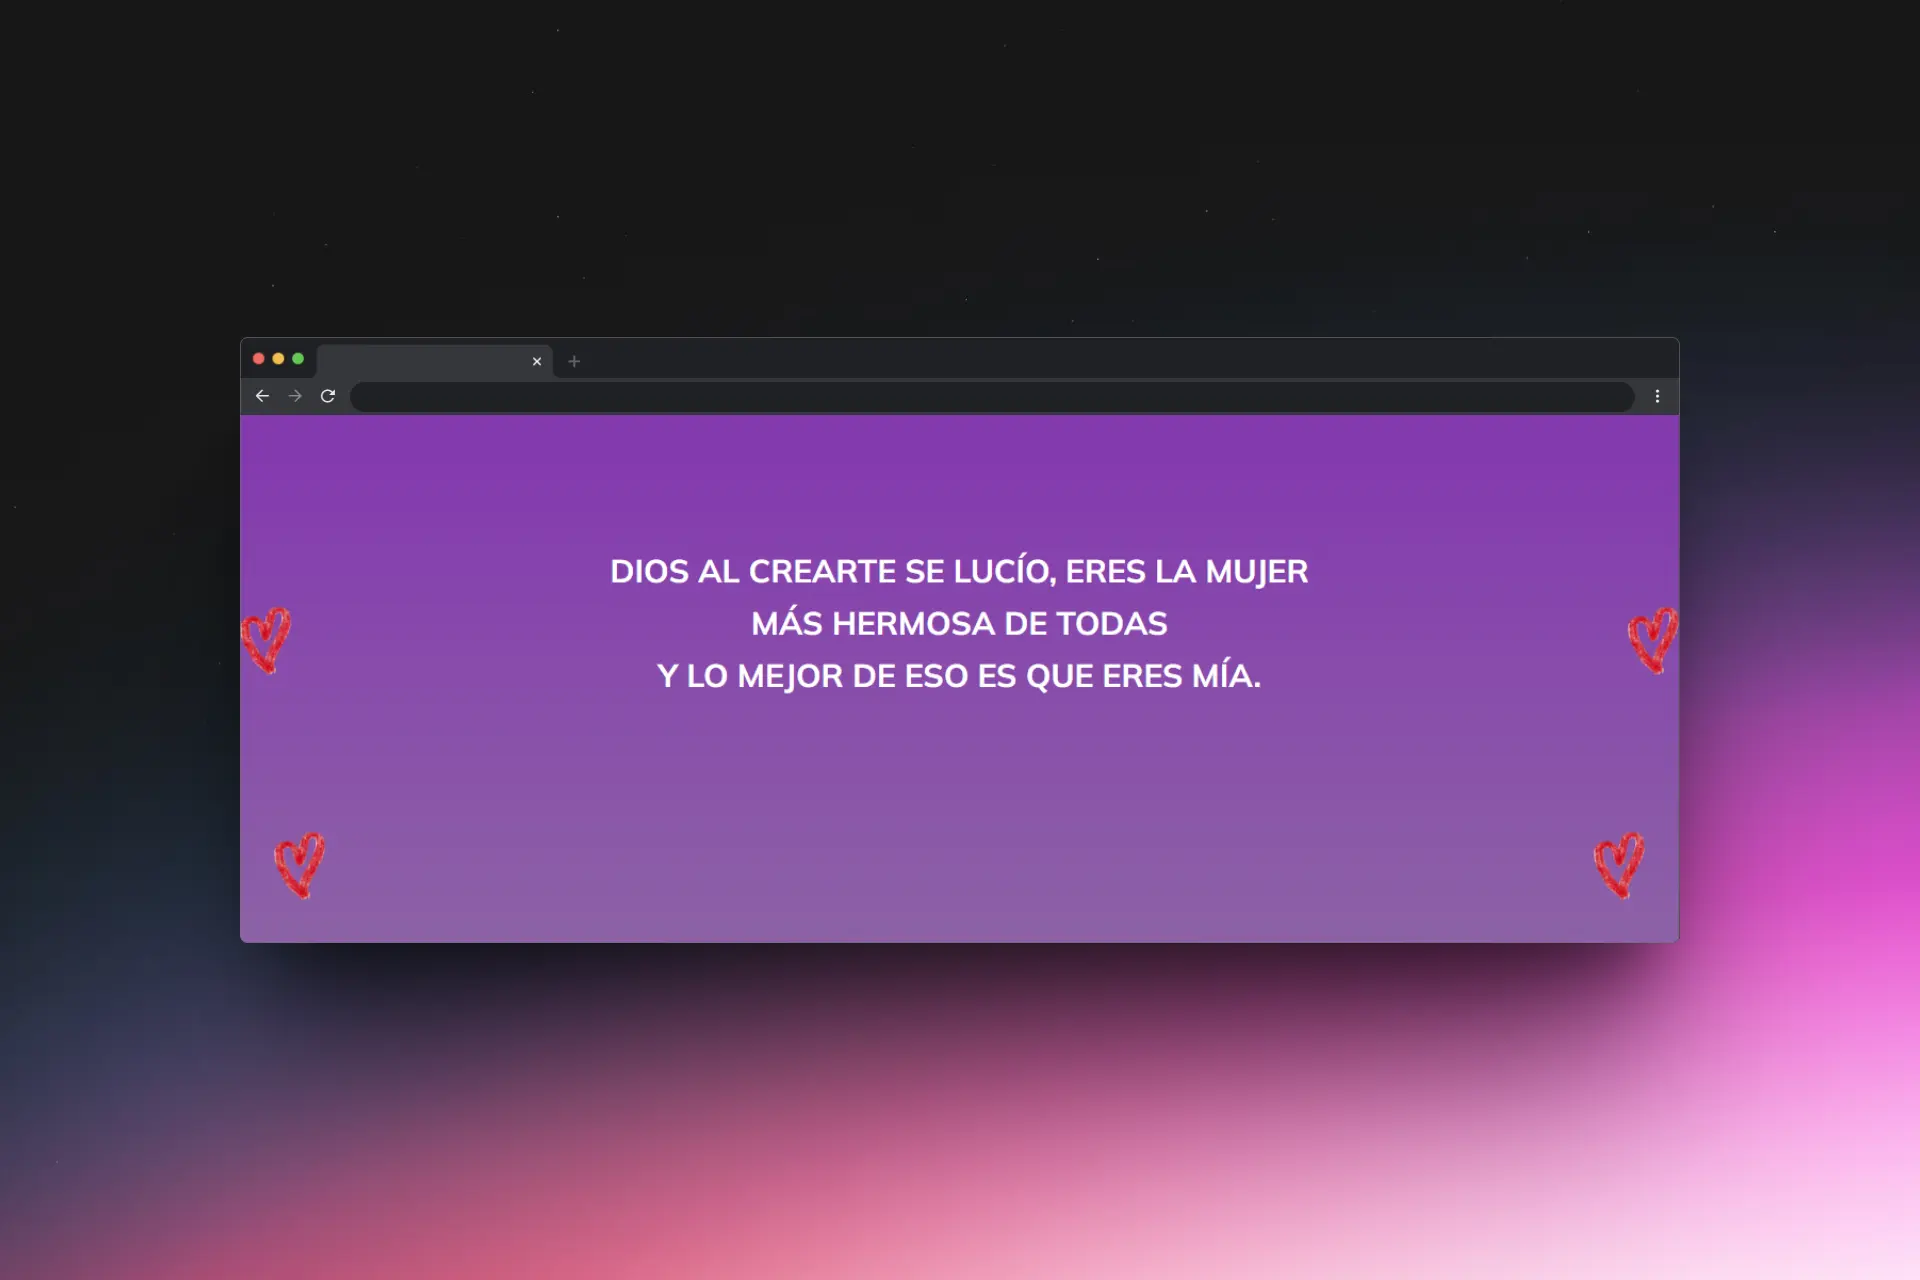 DIOS AL CREARTE SE LUCÍO, ERES LA MUJER
MÁS HERMOSA DE TODAS
Y LO MEJOR DE ESO ES QUE ERES MÍA.